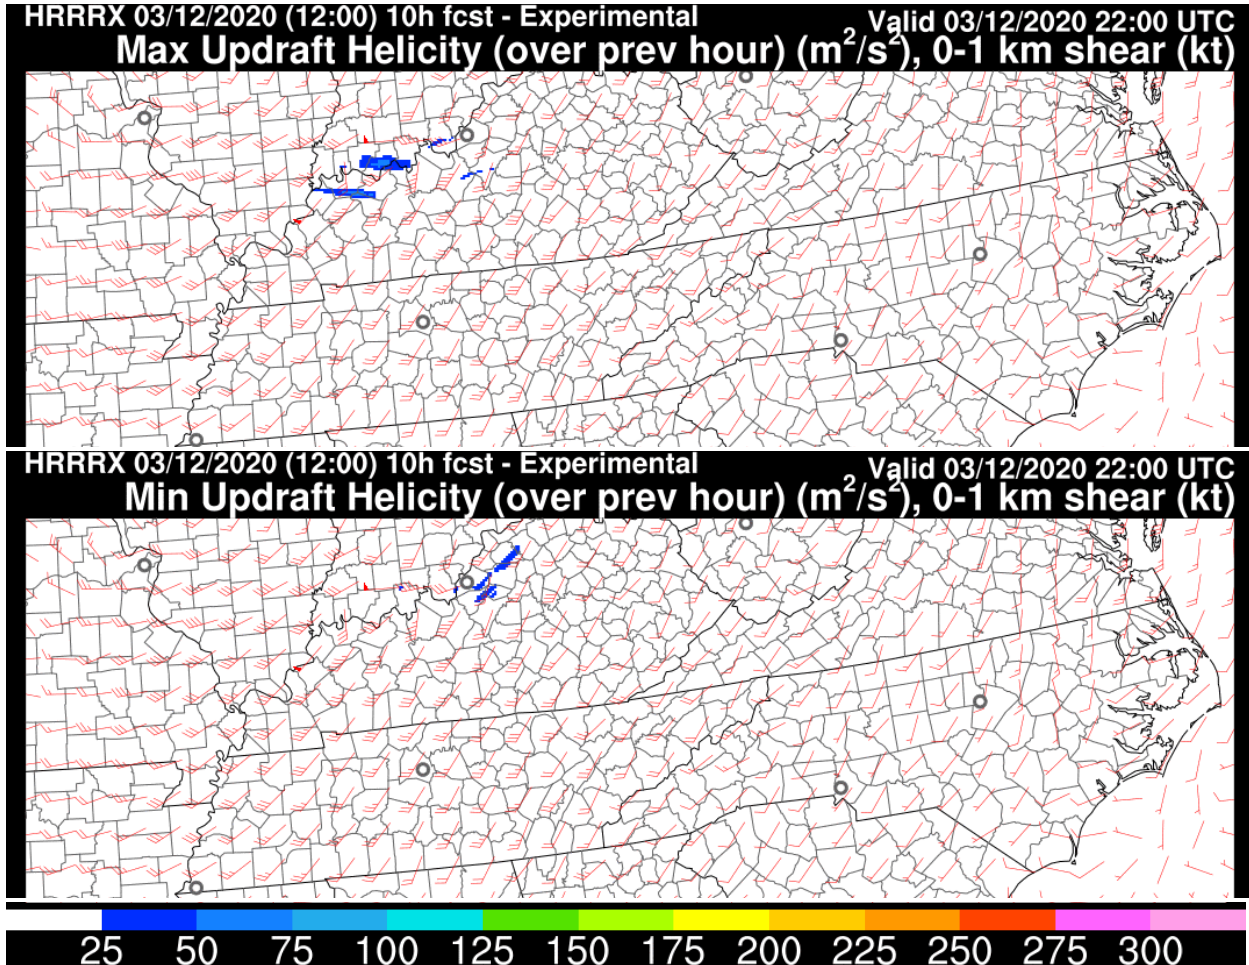 HRRRX 03/12/2020 (12:00) 10h fcst - Experimental Valid 03/12/2020 22:00 UTC
Max Updraft Helicity (over prev hour) (m²/s²), 0-1 km shear (kt)
HRRRX 03/12/2020 (12:00) 10h fcst - Experimental Valid 03/12/2020 22:00 UTC
Min Updraft Helicity (over prev hour) (m²/s²), 0-1 km shear (kt)
25 50 75 100 125 150 175 200 225 250 275 300